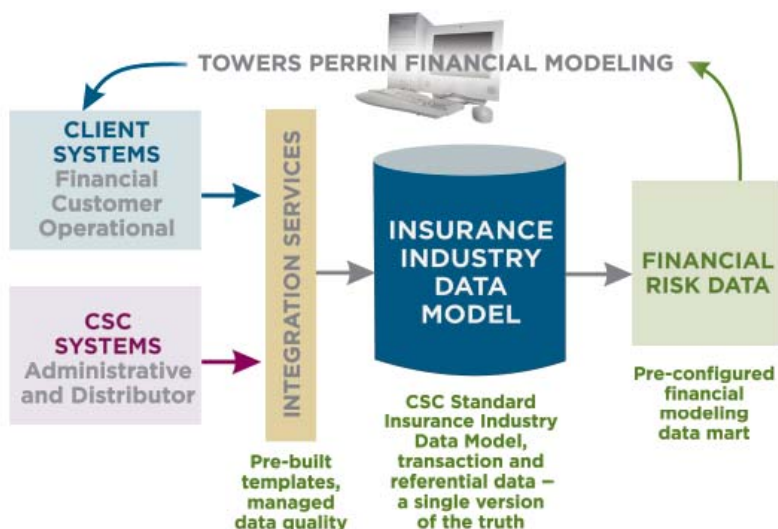 TOWERS PERRIN FINANCIAL MODELING
CLIENT
SYSTEMS
Financial
Customer
Operational
CSC
SYSTEMS
Administrative
and Distributor
INTEGRATION SERVICES
Pre-built
templates,
managed
data quality
INSURANCE
INDUSTRY
DATA
MODEL
CSC Standard
Insurance Industry
Data Model,
transaction and
referential data –
a single version
of the truth
FINANCIAL
RISK DATA
Pre-configured
financial
modeling
data mart